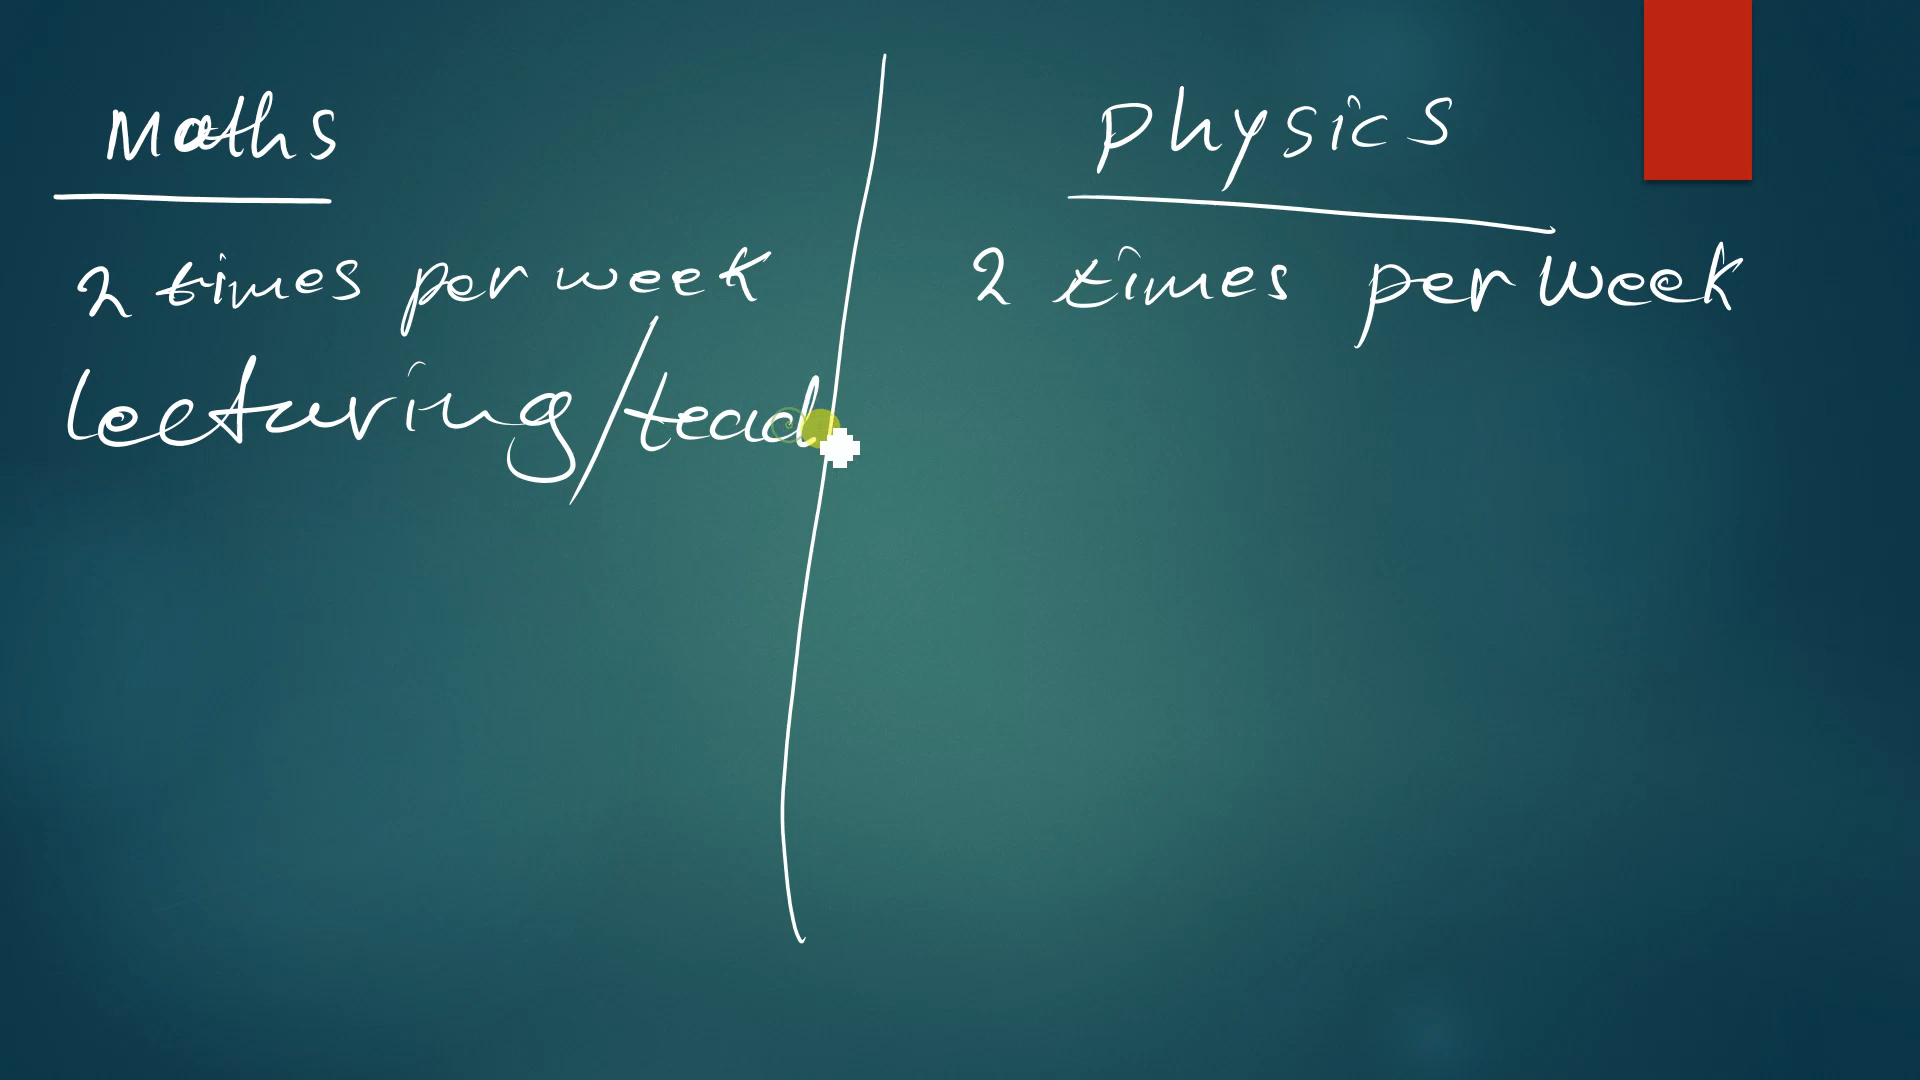 Maths
2 times per week
lecturing/teac
Physics
2 times per week